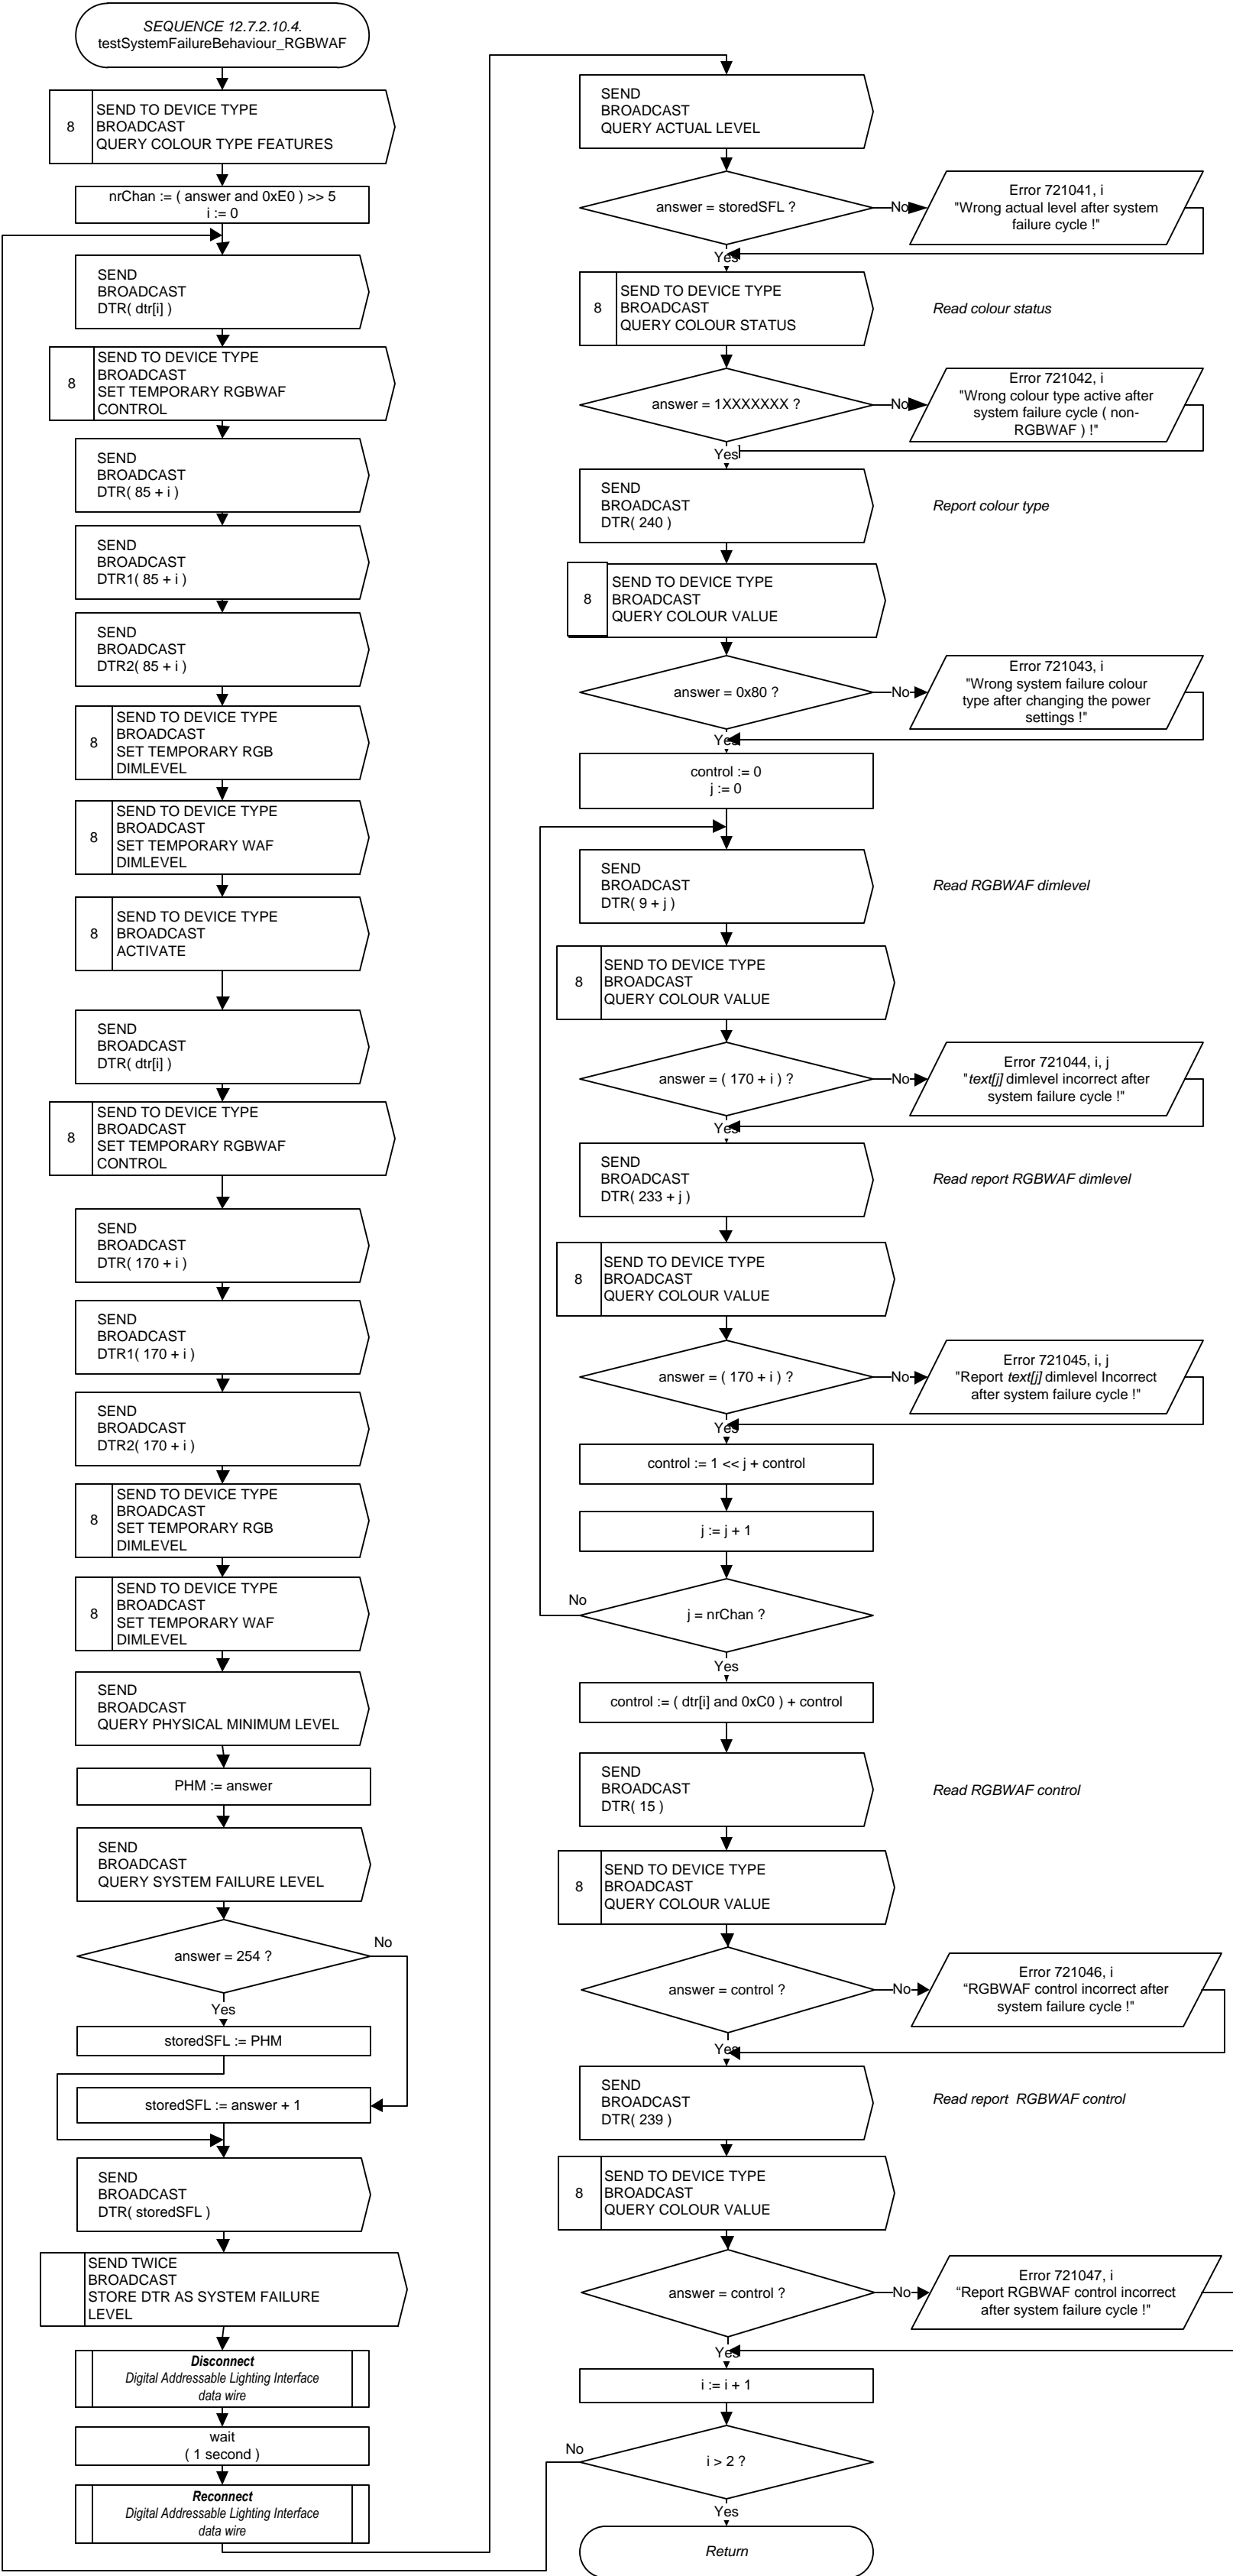 SEQUENCE 12.7.2.10.4.
testSystemFailureBehaviour_RGBWAF
8
SEND TO DEVICE TYPE
BROADCAST
QUERY COLOUR TYPE FEATURES
nrChan := ( answer and 0xE0 ) >> 5
i := 0
SEND
BROADCAST
DTR( dtr[i] )
8
SEND TO DEVICE TYPE
BROADCAST
SET TEMPORARY RGBWAF
CONTROL
SEND
BROADCAST
DTR( 85 + i )
SEND
BROADCAST
DTR1( 85 + i )
SEND
BROADCAST
DTR2( 85 + i )
8
SEND TO DEVICE TYPE
BROADCAST
SET TEMPORARY RGB
DIMLEVEL
8
SEND TO DEVICE TYPE
BROADCAST
SET TEMPORARY WAF
DIMLEVEL
8
SEND TO DEVICE TYPE
BROADCAST
ACTIVATE
SEND
BROADCAST
DTR( dtr[i] )
8
SEND TO DEVICE TYPE
BROADCAST
SET TEMPORARY RGBWAF
CONTROL
SEND
BROADCAST
DTR( 170 + i )
SEND
BROADCAST
DTR1( 170 + i )
SEND
BROADCAST
DTR2( 170 + i )
8
SEND TO DEVICE TYPE
BROADCAST
SET TEMPORARY RGB
DIMLEVEL
8
SEND TO DEVICE TYPE
BROADCAST
SET TEMPORARY WAF
DIMLEVEL
SEND
BROADCAST
QUERY PHYSICAL MINIMUM LEVEL
PHM := answer
SEND
BROADCAST
QUERY SYSTEM FAILURE LEVEL
answer = 254 ?
No
Yes
storedSFL := PHM
storedSFL := answer + 1
SEND
BROADCAST
DTR( storedSFL )
SEND TWICE
BROADCAST
STORE DTR AS SYSTEM FAILURE
LEVEL
Disconnect
Digital Addressable Lighting Interface
data wire
wait
( 1 second )
Reconnect
Digital Addressable Lighting Interface
data wire
SEND
BROADCAST
QUERY ACTUAL LEVEL
answer = storedSFL ?
No
Error 721041, i
"Wrong actual level after system
failure cycle !"
Yes
8
SEND TO DEVICE TYPE
BROADCAST
QUERY COLOUR STATUS
Read colour status
answer = 1XXXXXXX ?
No
Error 721042, i
"Wrong colour type active after
system failure cycle ( non-
RGBWAF ) !"
Yes
SEND
BROADCAST
DTR( 240 )
Report colour type
8
SEND TO DEVICE TYPE
BROADCAST
QUERY COLOUR VALUE
answer = 0x80 ?
No
Error 721043, i
"Wrong system failure colour
type after changing the power
settings !"
Yes
control := 0
j := 0
SEND
BROADCAST
DTR( 9 + j )
Read RGBWAF dimlevel
8
SEND TO DEVICE TYPE
BROADCAST
QUERY COLOUR VALUE
answer = ( 170 + i ) ?
No
Error 721044, i, j
"text[j] dimlevel incorrect after
system failure cycle !"
Yes
SEND
BROADCAST
DTR( 233 + j )
Read report RGBWAF dimlevel
8
SEND TO DEVICE TYPE
BROADCAST
QUERY COLOUR VALUE
answer = ( 170 + i ) ?
No
Error 721045, i, j
"Report text[j] dimlevel Incorrect
after system failure cycle !"
Yes
control := 1 << j + control
j := j + 1
No
j = nrChan ?
Yes
control := ( dtr[i] and 0xC0 ) + control
SEND
BROADCAST
DTR( 15 )
Read RGBWAF control
8
SEND TO DEVICE TYPE
BROADCAST
QUERY COLOUR VALUE
answer = control ?
No
Error 721046, i
“RGBWAF control incorrect after
system failure cycle !"
Yes
SEND
BROADCAST
DTR( 239 )
Read report RGBWAF control
8
SEND TO DEVICE TYPE
BROADCAST
QUERY COLOUR VALUE
answer = control ?
No
Error 721047, i
“Report RGBWAF control incorrect
after system failure cycle !"
Yes
i := i + 1
No
i > 2 ?
Yes
Return